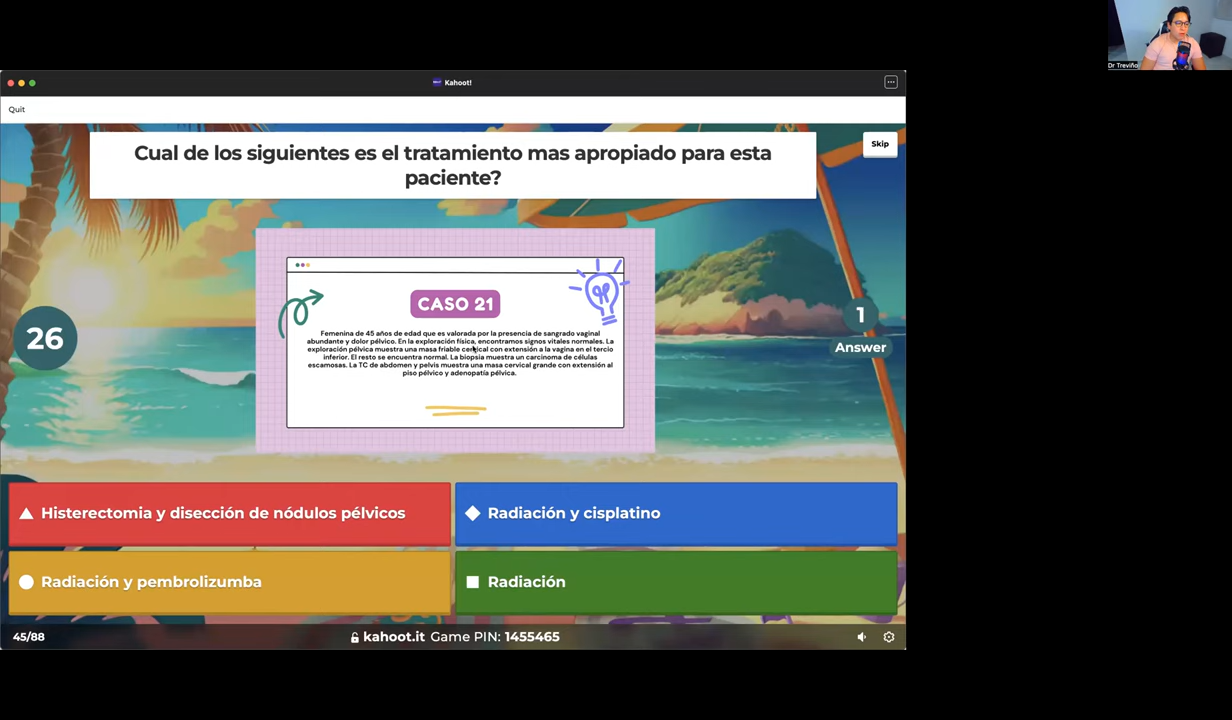 Dr Treviño
Kahoot!
Quit
Cual de los siguientes es el tratamiento mas apropiado para esta
paciente?
Skip
CASO 21
Femenina de 45 años de edad que es valorada por la presencia de sangrado vaginal
abundante y dolor pélvico. En la exploración física, encontramos signos vitales normales. La
exploración pélvica muestra una masa friable cervical con extensión a la vagina en el tercio
inferior. El resto se encuentra normal. La biopsia muestra un carcinoma de células
escamosas. La TC de abdomen y pelvis muestra una masa cervical grande con extensión al
piso pélvico y adenopatía pélvica.
26
1
Answer
Histerectomia y disección de nódulos pélvicos
Radiación y cisplatino
Radiación y pembrolizumba
Radiación
45/88
kahoot.it Game PIN: 1455465